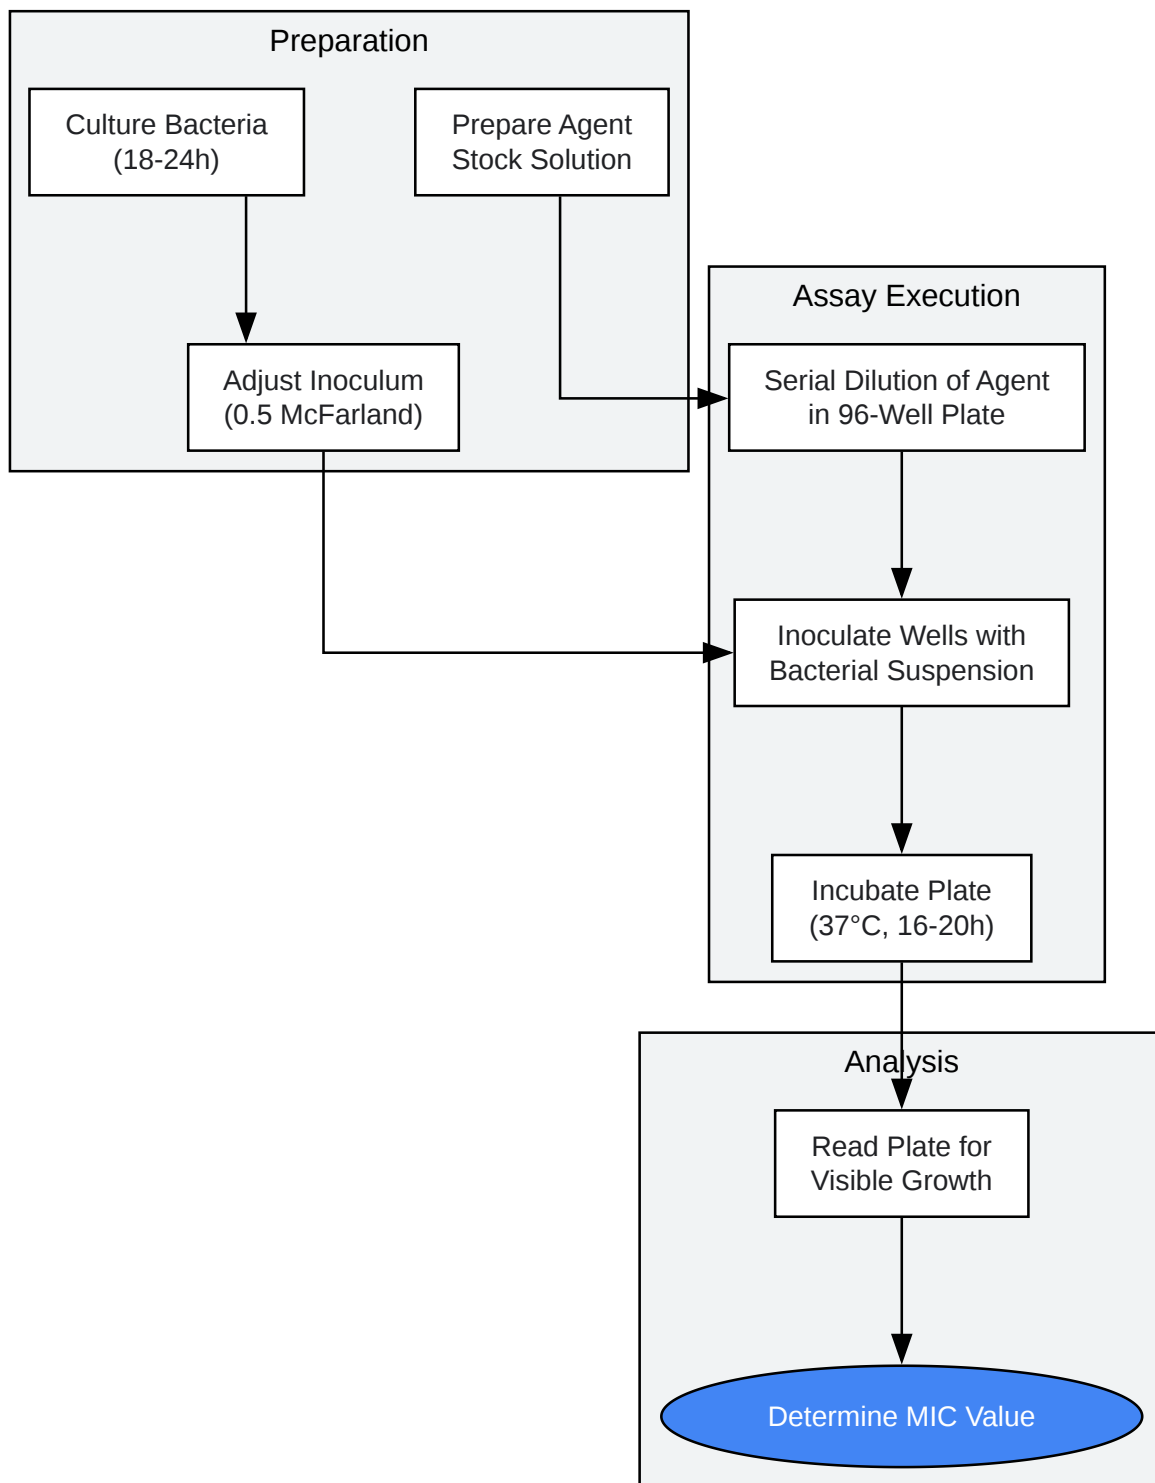 Preparation
Culture Bacteria
(18-24h)
Prepare Agent
Stock Solution
Adjust Inoculum
(0.5 McFarland)
Assay Execution
Serial Dilution of Agent
in 96-Well Plate
Inoculate Wells with
Bacterial Suspension
Incubate Plate
(37°C, 16-20h)
Analysis
Read Plate for
Visible Growth
Determine MIC Value